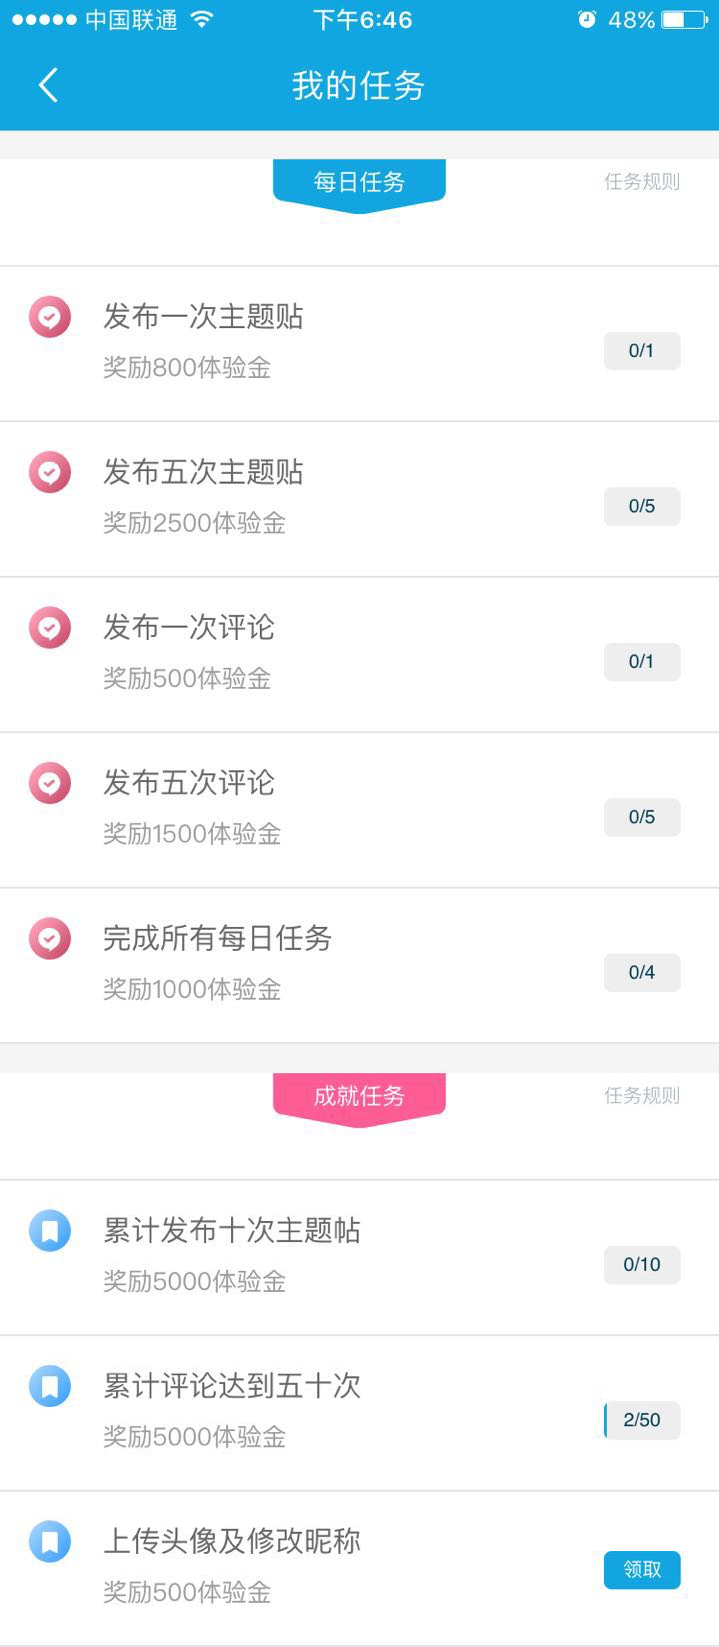 中国联通 下午6:46 48%
我的任务
每日任务 任务规则
发布一次主题贴
奖励800体验金
0/1
发布五次主题贴
奖励2500体验金
0/5
发布一次评论
奖励500体验金
0/1
发布五次评论
奖励1500体验金
0/5
完成所有每日任务
奖励1000体验金
0/4
成就任务 任务规则
累计发布十次主题帖
奖励5000体验金
0/10
累计评论达到五十次
奖励5000体验金
2/50
上传头像及修改昵称
奖励500体验金
领取